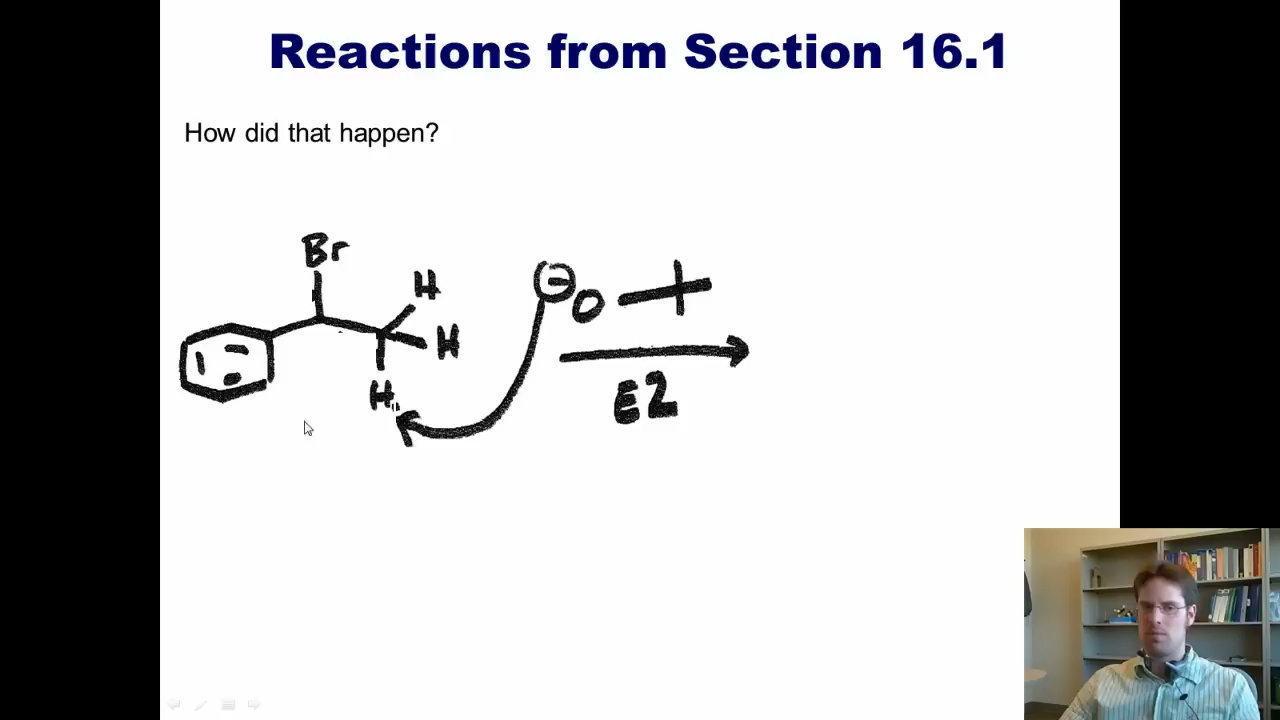 Reactions from Section 16.1
How did that happen?
Br
H
⊖O
H
H
E2